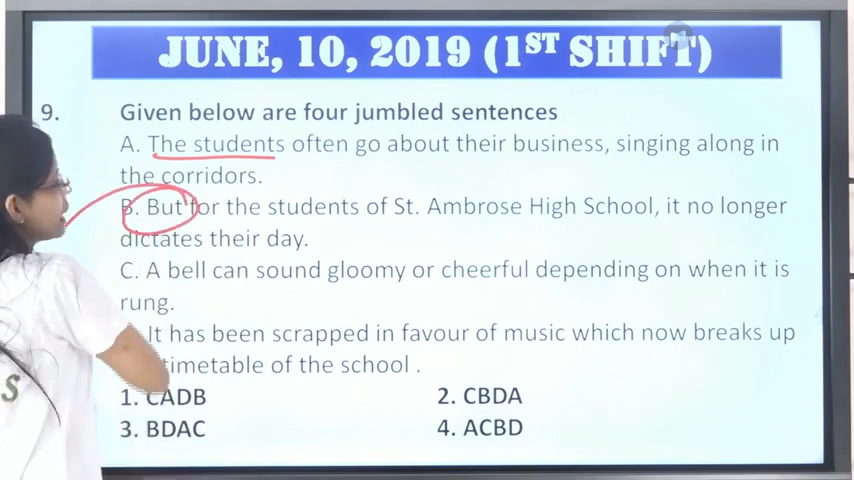 JUNE, 10, 2019 (1ST SHIFT)
9. Given below are four jumbled sentences
A. The students often go about their business, singing along in
the corridors.
B. But for the students of St. Ambrose High School, it no longer
dictates their day.
C. A bell can sound gloomy or cheerful depending on when it is
rung.
It has been scrapped in favour of music which now breaks up
timetable of the school .
1. CADB 2. CBDA
3. BDAC 4. ACBD
S